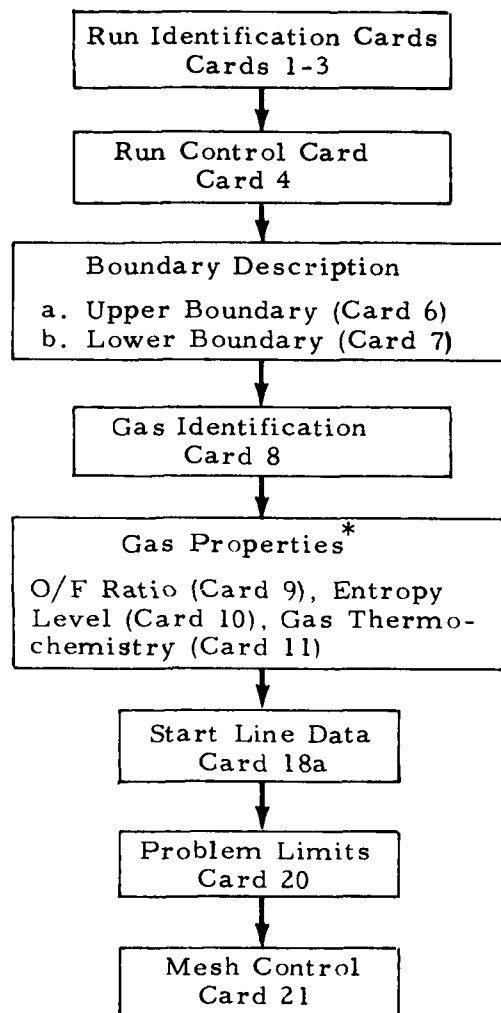 Run Identification Cards
Cards 1-3
Run Control Card
Card 4
Boundary Description
a. Upper Boundary (Card 6)
b. Lower Boundary (Card 7)
Gas Identification
Card 8
Gas Properties*
O/F Ratio (Card 9), Entropy
Level (Card 10), Gas Thermo-
chemistry (Card 11)
Start Line Data
Card 18a
Problem Limits
Card 20
Mesh Control
Card 21